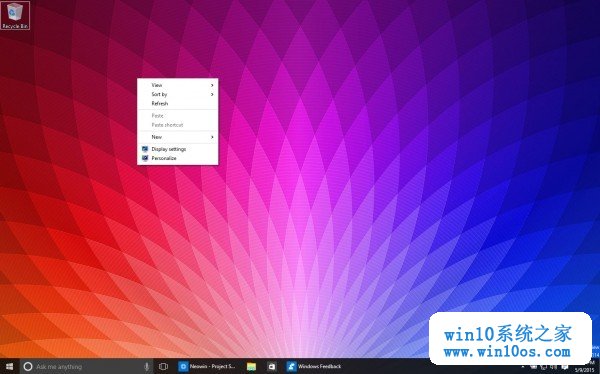 Recycle Bin
View
Sort by
Refresh
Paste
Paste shortcut
New
Display settings
Personalize
win10系统之家
www.win10os.com
Ask me anything
Neowin - Project S...
Windows Feedback
5/9/2015